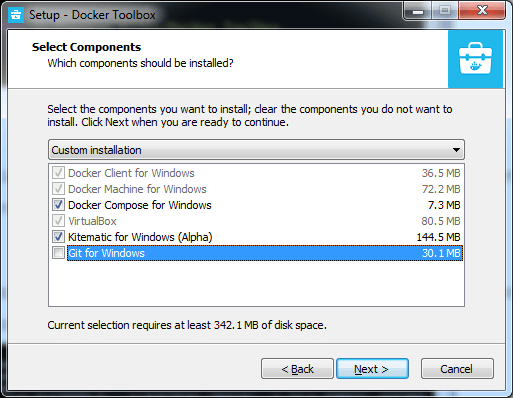 Setup - Docker Toolbox
Select Components
Which components should be installed?
Select the components you want to install; clear the components you do not want to
install. Click Next when you are ready to continue.
Custom installation
Docker Client for Windows 36.5 MB
Docker Machine for Windows 72.2 MB
Docker Compose for Windows 7.3 MB
VirtualBox 80.5 MB
Kitematic for Windows (Alpha) 144.5 MB
Git for Windows 30.1 MB
Current selection requires at least 342.1 MB of disk space.
< Back Next > Cancel